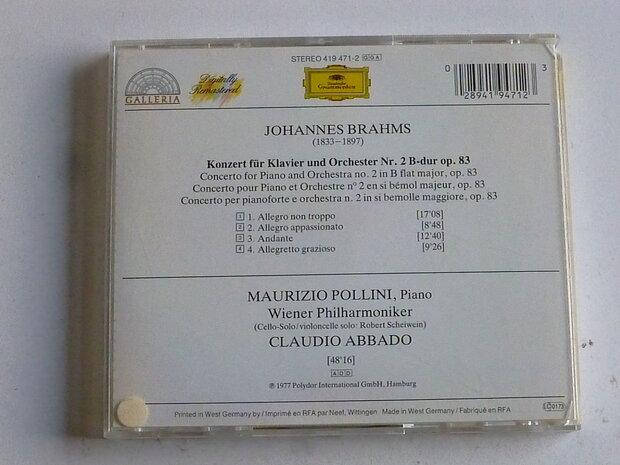 STEREO 419 471-2 GGA
GALLERIA
Digitally
Remastered
Deutsche
Grammophon
0 28941 94712 3
JOHANNES BRAHMS
(1833–1897)
Konzert für Klavier und Orchester Nr. 2 B-dur op. 83
Concerto for Piano and Orchestra no. 2 in B flat major, op. 83
Concerto pour Piano et Orchestre n° 2 en si bémol majeur, op. 83
Concerto per pianoforte e orchestra n. 2 in si bemolle maggiore, op. 83
1 1. Allegro non troppo [17'08]
2 2. Allegro appassionato [8'48]
3 3. Andante [12'40]
4 4. Allegretto grazioso [9'26]
MAURIZIO POLLINI, Piano
Wiener Philharmoniker
(Cello-Solo/violoncelle solo: Robert Scheiwein)
CLAUDIO ABBADO
[48'16]
ADD
℗ 1977 Polydor International GmbH, Hamburg
Printed in West Germany by / Imprimé en RFA par Neef, Wittingen Made in West Germany / Fabriqué en RFA
LC 0173